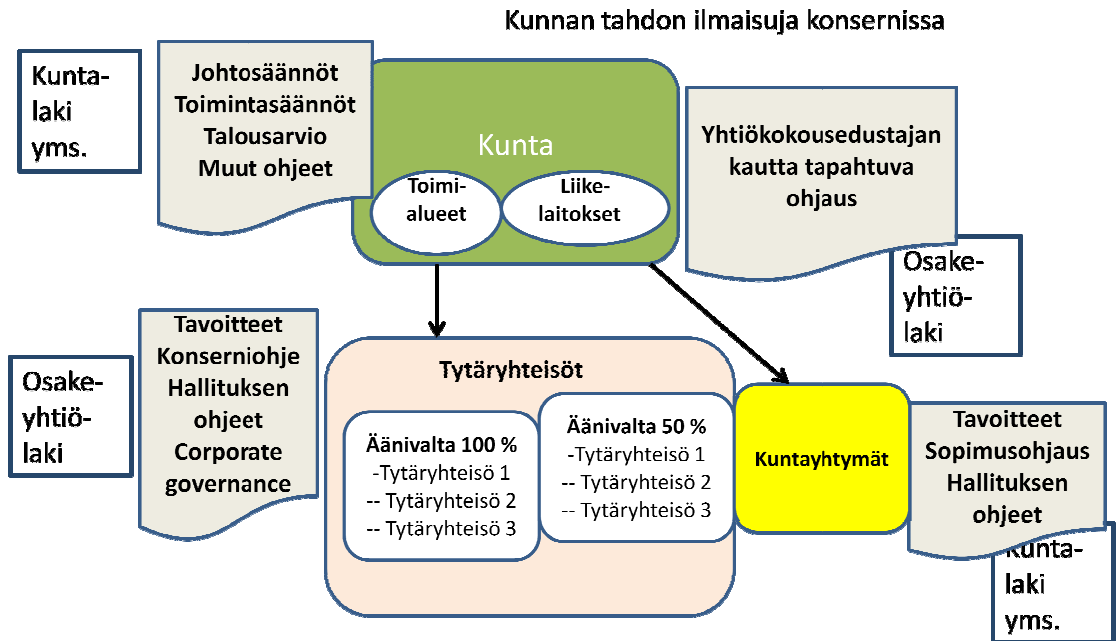 Kunnan tahdon ilmaisuja konsernissa
Kunta-
laki
yms.
Johtosäännöt
Toimintasäännöt
Talousarvio
Muut ohjeet
Kunta
Toimi-
alueet
Liike-
laitokset
Yhtiökokousedustajan
kautta tapahtuva
ohjaus
Osake-
yhtiö-
laki
Osake-
yhtiö-
laki
Tavoitteet
Konserniohje
Hallituksen
ohjeet
Corporate
governance
Tytäryhteisöt
Äänivalta 100 %
-Tytäryhteisö 1
-- Tytäryhteisö 2
-- Tytäryhteisö 3
Äänivalta 50 %
-Tytäryhteisö 1
-- Tytäryhteisö 2
-- Tytäryhteisö 3
Kuntayhtymät
Tavoitteet
Sopimusohjaus
Hallituksen
ohjeet
Kunta-
laki
yms.